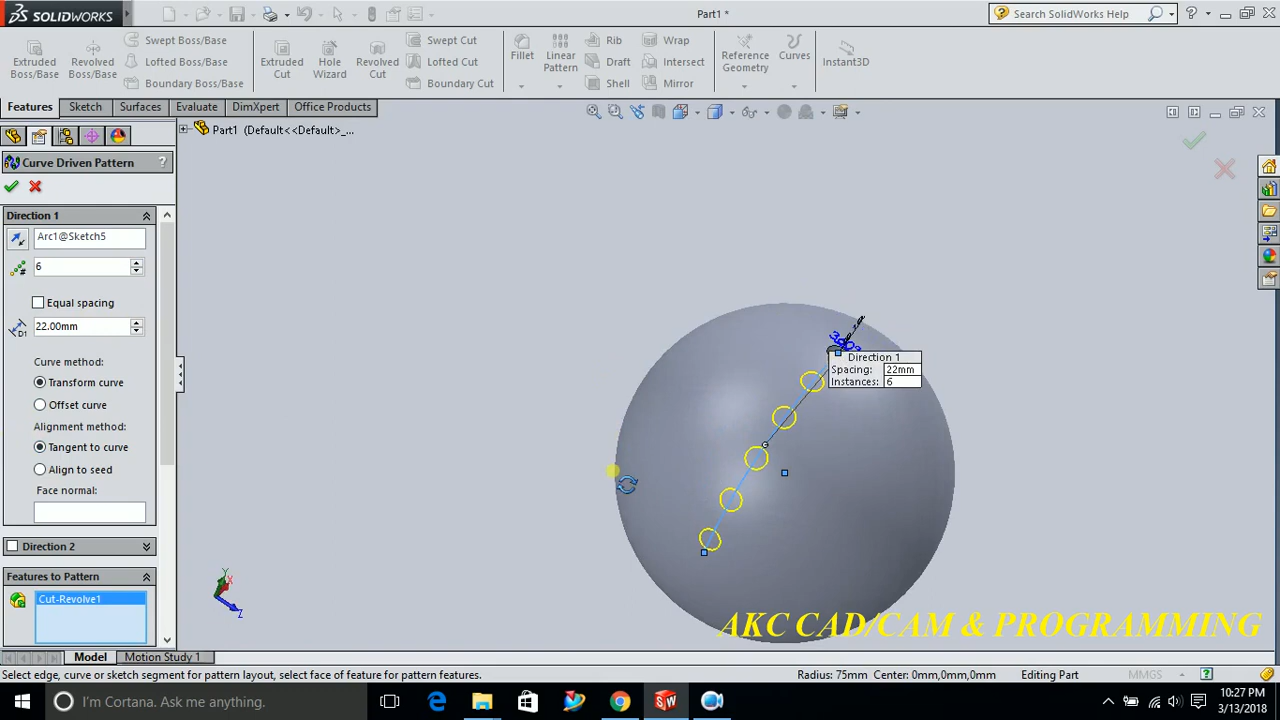 SOLIDWORKS
Part1 *
Search SolidWorks Help
Extruded Boss/Base
Revolved Boss/Base
Swept Boss/Base
Lofted Boss/Base
Boundary Boss/Base
Extruded Cut
Hole Wizard
Revolved Cut
Swept Cut
Lofted Cut
Boundary Cut
Fillet
Linear Pattern
Rib
Draft
Shell
Wrap
Intersect
Mirror
Reference Geometry
Curves
Instant3D
Features
Sketch
Surfaces
Evaluate
DimXpert
Office Products
Part1 (Default<<Default>_...
Curve Driven Pattern
?
Direction 1
Arc1@Sketch5
6
Equal spacing
D1
22.00mm
Curve method:
Transform curve
Offset curve
Alignment method:
Tangent to curve
Align to seed
Face normal:
Direction 2
Features to Pattern
Cut-Revolve1
Direction 1
Spacing: 22mm
Instances: 6
Y
X
Z
AKC CAD/CAM & PROGRAMMING
Model
Motion Study 1
Select edge, curve or sketch segment for pattern layout, select face of feature for pattern features.
Radius: 75mm Center: 0mm,0mm,0mm
Editing Part
MMGS
I'm Cortana. Ask me anything.
10:27 PM
3/13/2018